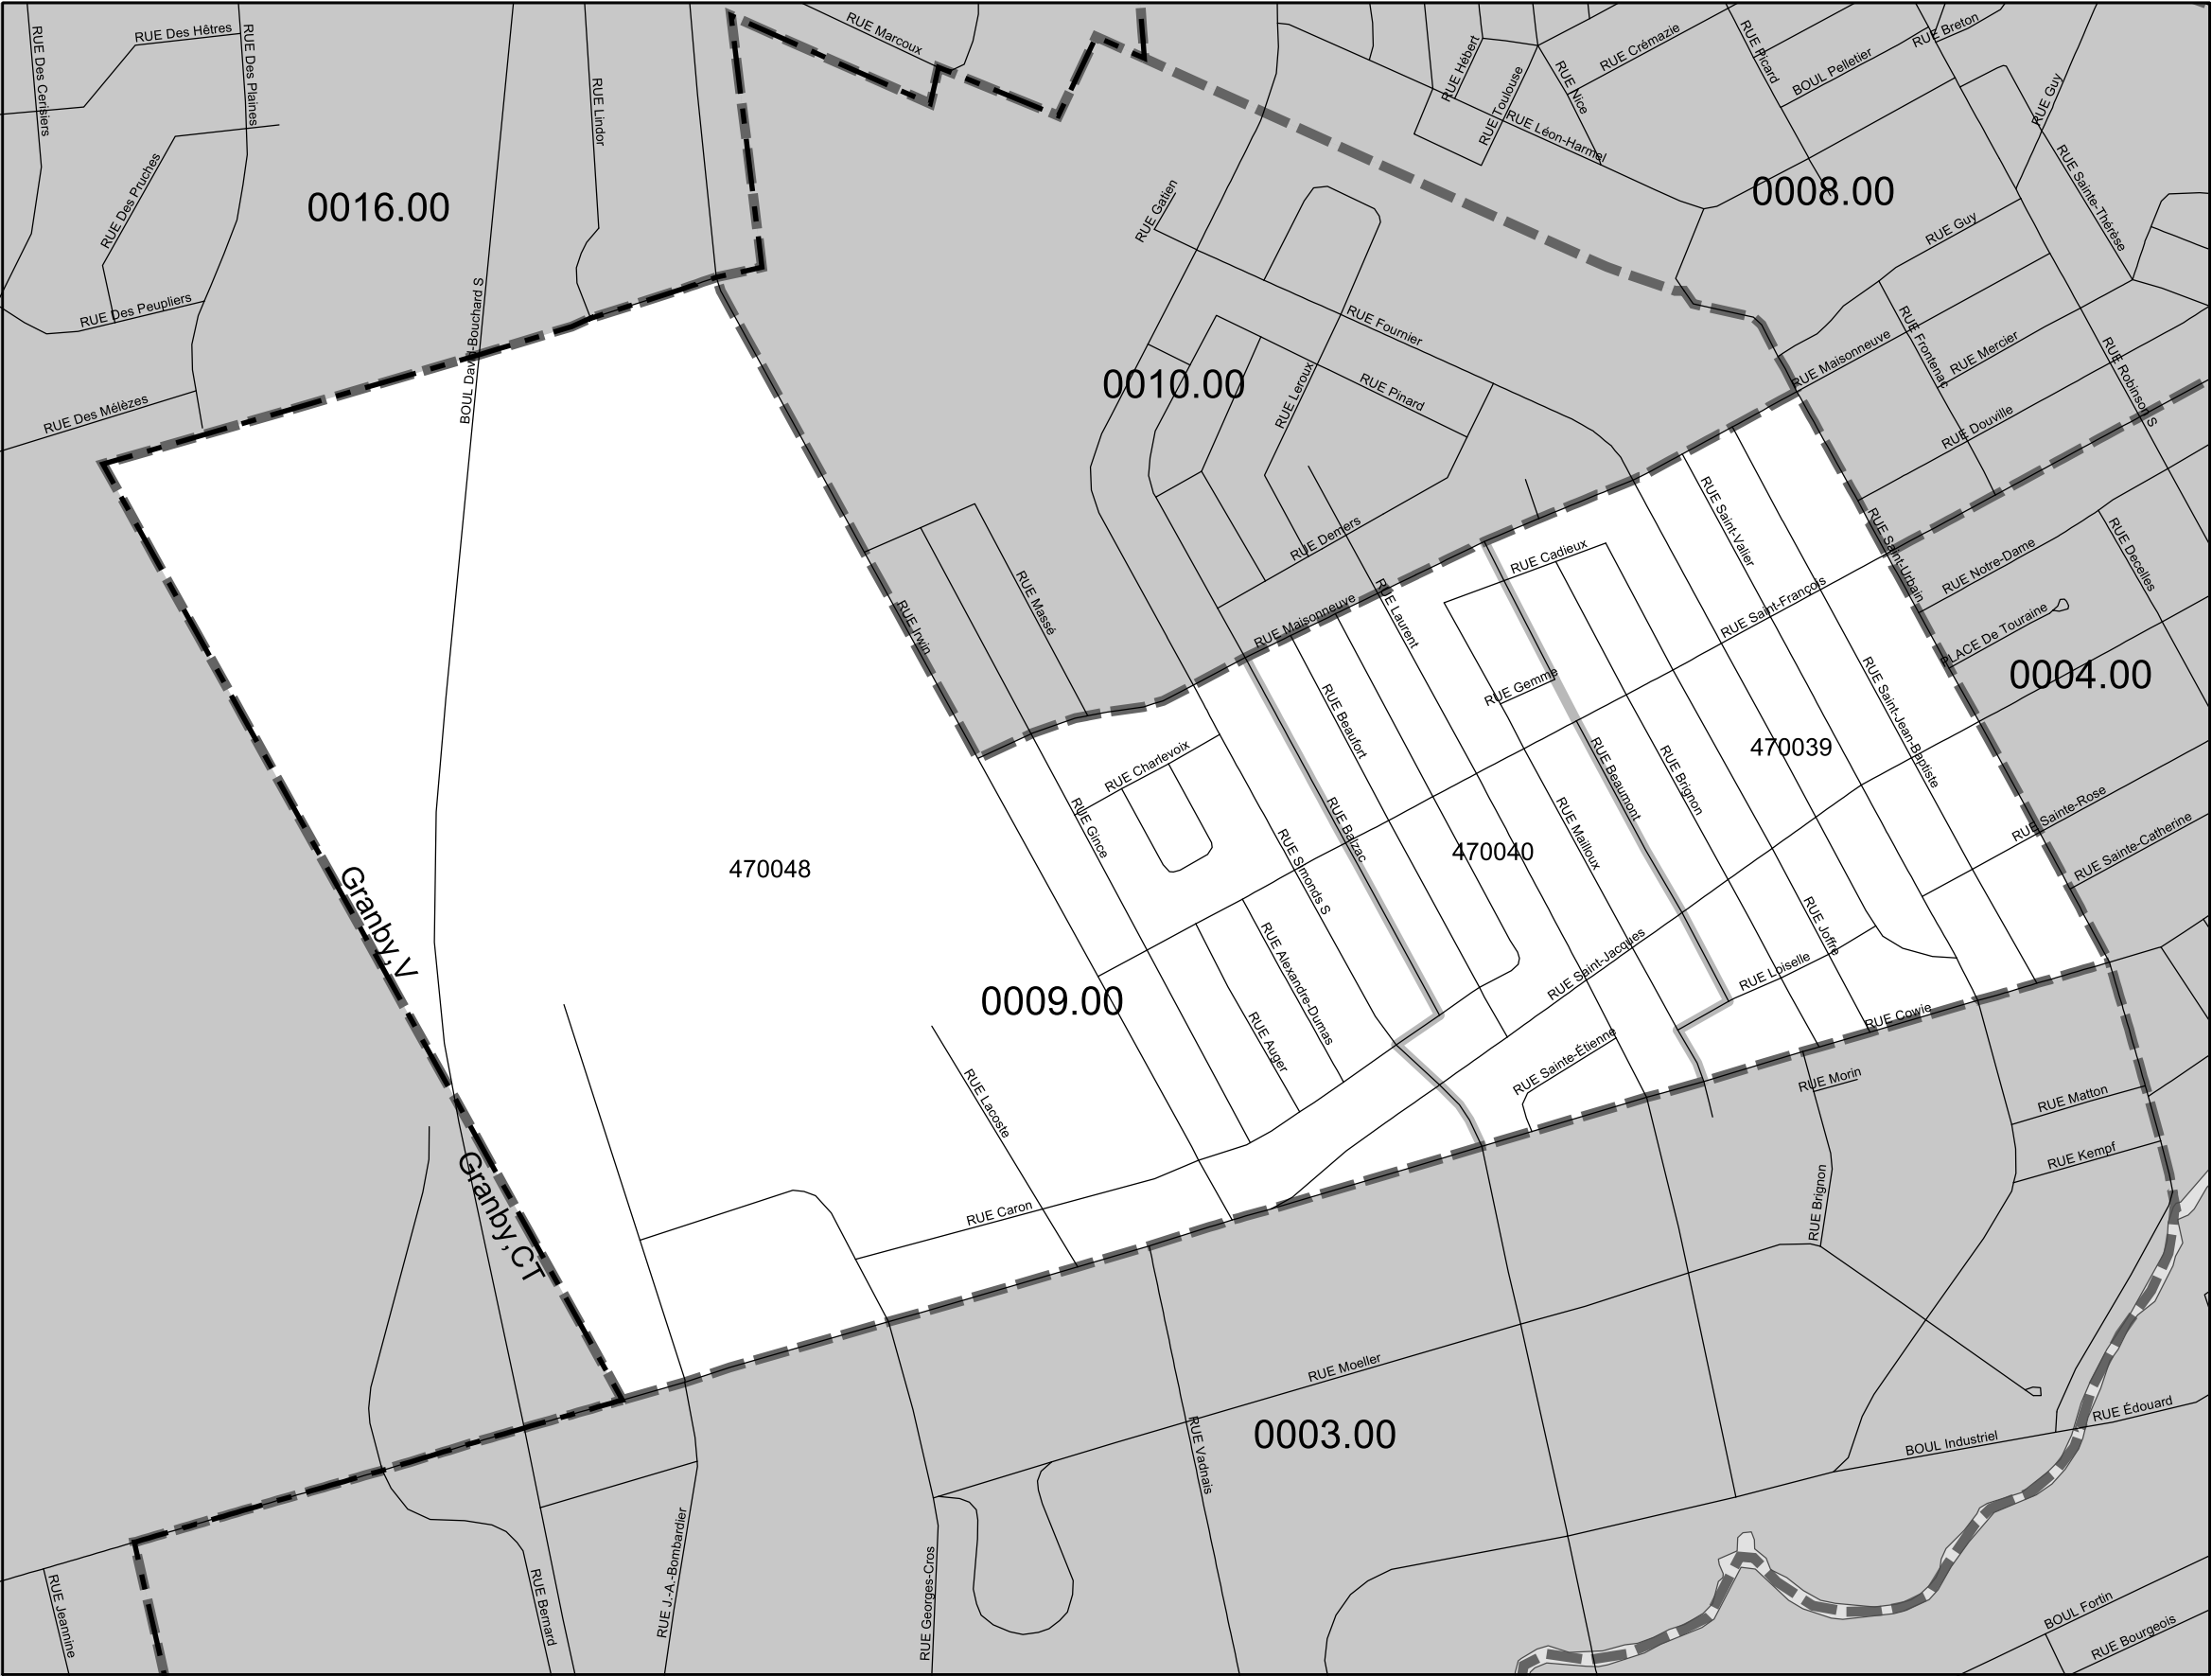 RUE Des Hêtres
RUE Des Cerisiers
RUE Des Plaines
RUE Lindor
RUE Marcoux
RUE Hébert
RUE Toulouse
RUE Nice
RUE Crémazie
RUE Picard
BOUL Pelletier
RUE Breton
RUE Guy
RUE Léon-Harmel
RUE Sainte-Thérèse
RUE Des Pruches
0016.00
RUE Gatien
0008.00
RUE Guy
RUE Des Peupliers
BOUL David-Bouchard S
RUE Fournier
RUE Maisonneuve
RUE Frontenac
RUE Mercier
RUE Robinson S
0010.00
RUE Leroux
RUE Pinard
RUE Des Mélèzes
RUE Douville
RUE Demers
RUE Saint-Valier
RUE Saint-Urbain
RUE Notre-Dame
RUE Decelles
RUE Cadieux
RUE Massé
RUE Irwin
RUE Maisonneuve
RUE Laurent
RUE Saint-François
PLACE De Touraine
0004.00
RUE Gemme
RUE Beaufort
RUE Saint-Jean-Baptiste
RUE Charlevoix
RUE Beaumont
RUE Brignon
470039
RUE Gince
RUE Balzac
RUE Mailloux
RUE Sainte-Rose
RUE Sainte-Catherine
470048
470040
RUE Simonds S
Granby,V
RUE Joffre
RUE Alexandre-Dumas
RUE Saint-Jacques
RUE Loiselle
0009.00
RUE Auger
RUE Cowie
RUE Lacoste
RUE Sainte-Étienne
RUE Morin
RUE Matton
RUE Kempf
Granby,CT
RUE Caron
RUE Brignon
RUE Moeller
0003.00
RUE Vadnais
RUE Édouard
BOUL Industriel
RUE Jeannine
RUE Bernard
RUE J.-A.-Bombardier
RUE Georges-Cros
BOUL Fortin
RUE Bourgeois